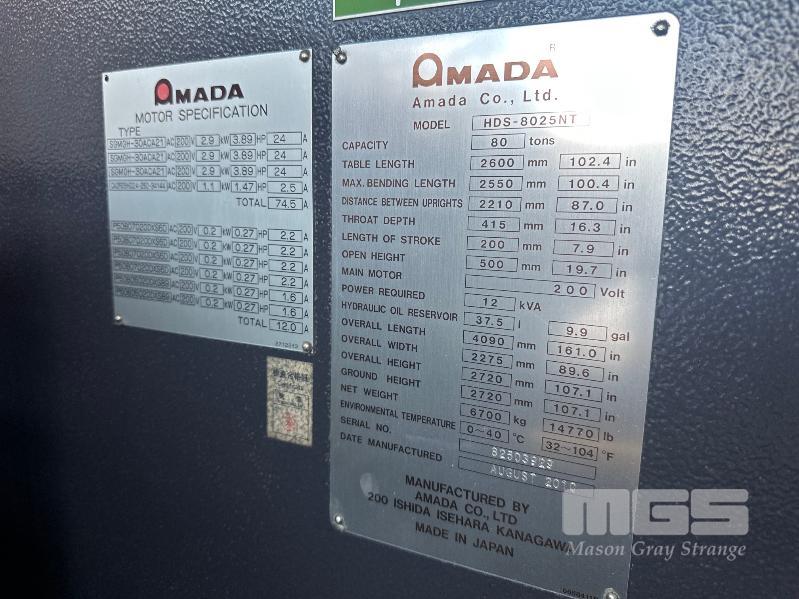 AMADA
MOTOR SPECIFICATION
TYPE
SGMGH-30ACA21 AC 200 V 2.9 kW 3.89 HP 24 A
SGMGH-30ACA21 AC 200 V 2.9 kW 3.89 HP 24 A
SGMGH-30ACA21 AC 200 V 2.9 kW 3.89 HP 24 A
AC 200 V 1.1 kW 1.47 HP 2.5 A
TOTAL 74.5 A
AC 200 V 0.2 kW 0.27 HP 2.2 A
AC 200 V 0.2 kW 0.27 HP 2.2 A
AC 200 V 0.2 kW 0.27 HP 2.2 A
AC 200 V 0.2 kW 0.27 HP 2.2 A
AC 200 V 0.2 kW 0.27 HP 1.6 A
AC 200 V 0.2 kW 0.27 HP 1.6 A
TOTAL 12.0 A
AMADA ®
Amada Co., Ltd.
MODEL HDS-8025NT
CAPACITY 80 tons
TABLE LENGTH 2600 mm 102.4 in
MAX. BENDING LENGTH 2550 mm 100.4 in
DISTANCE BETWEEN UPRIGHTS 2210 mm 87.0 in
THROAT DEPTH 415 mm 16.3 in
LENGTH OF STROKE 200 mm 7.9 in
OPEN HEIGHT 500 mm 19.7 in
MAIN MOTOR 200 Volt
POWER REQUIRED 12 kVA
HYDRAULIC OIL RESERVOIR 37.5 l 9.9 gal
OVERALL LENGTH 4090 mm 161.0 in
OVERALL WIDTH 2275 mm 89.6 in
OVERALL HEIGHT 2720 mm 107.1 in
GROUND HEIGHT 2720 mm 107.1 in
NET WEIGHT 6700 kg 14770 lb
ENVIRONMENTAL TEMPERATURE 0~40 °C 32~104 °F
SERIAL NO. 82503929
DATE MANUFACTURED AUGUST 2010
MANUFACTURED BY
AMADA CO., LTD
200 ISHIDA ISEHARA KANAGAWA
MADE IN JAPAN
MGS
Mason Gray Strange